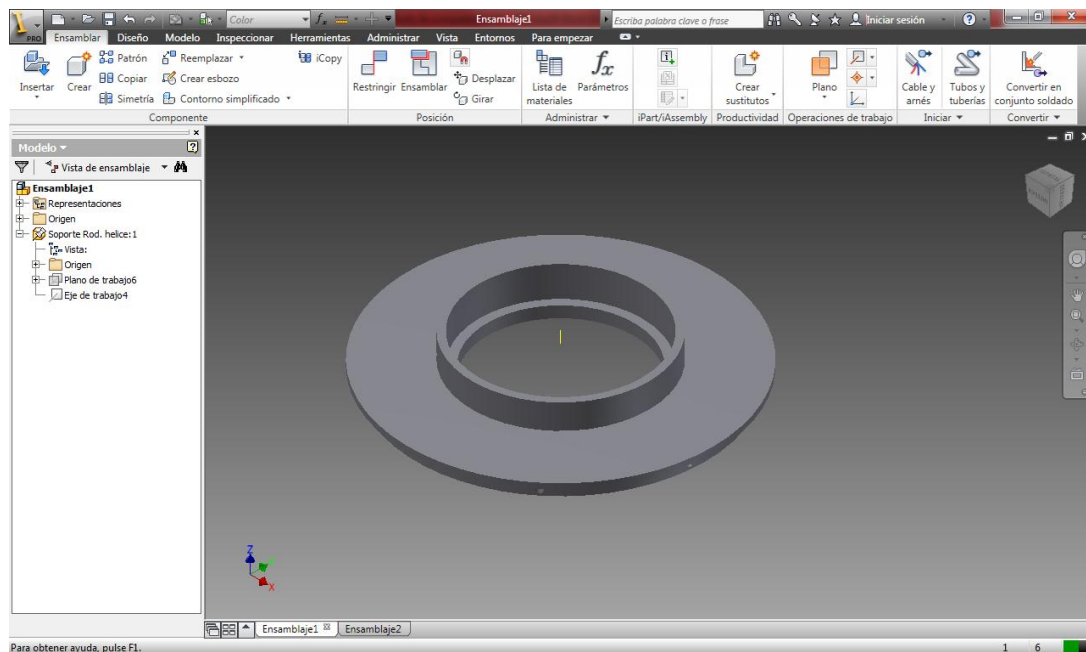 Color
Ensamblaje1
Escriba palabra clave o frase
Iniciar sesión
PRO
Ensamblar Diseño Modelo Inspeccionar Herramientas Administrar Vista Entornos Para empezar
Insertar
Crear
Patrón
Copiar
Simetría
Reemplazar
Crear esbozo
Contorno simplificado
iCopy
Componente
Restringir
Ensamblar
Desplazar
Girar
Posición
Lista de materiales
Parámetros
Administrar
iPart/iAssembly
Crear sustitutos
Productividad
Plano
Operaciones de trabajo
Cable y arnés
Tubos y tuberías
Iniciar
Convertir en conjunto soldado
Convertir
Modelo
Vista de ensamblaje
Ensamblaje1
Representaciones
Origen
Soporte Rod. helice:1
Vista:
Origen
Plano de trabajo6
Eje de trabajo4
Z
X
Ensamblaje1 Ensamblaje2
Para obtener ayuda, pulse F1.
1 6